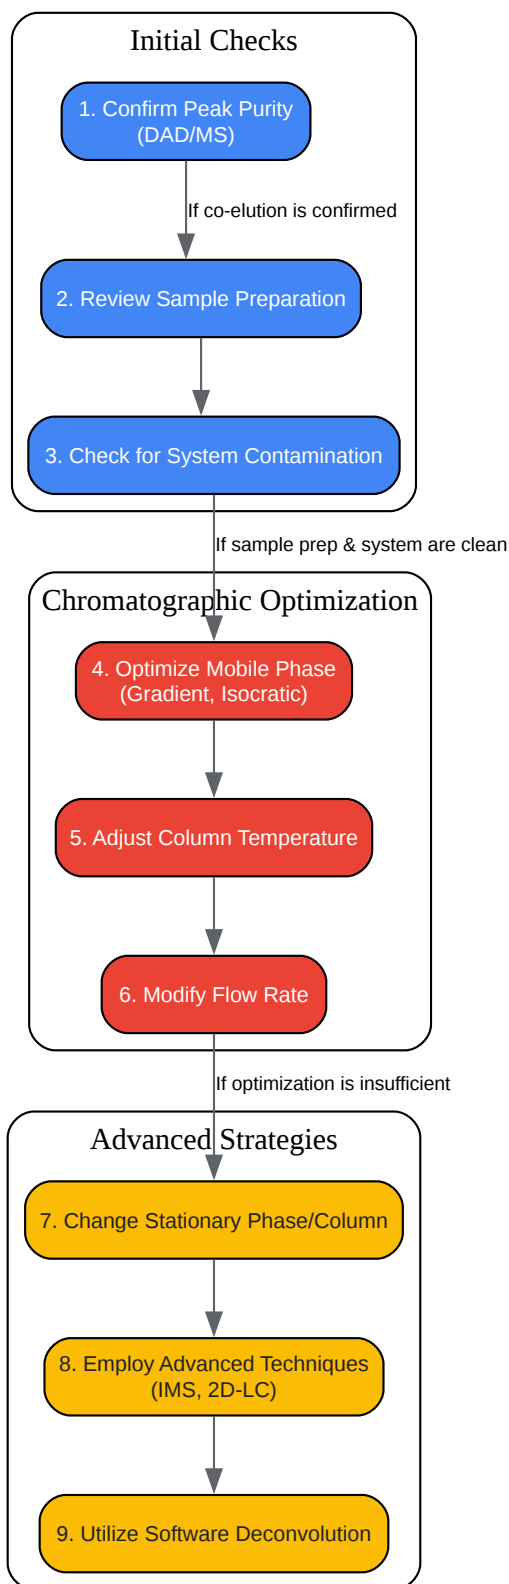 Initial Checks
1. Confirm Peak Purity
(DAD/MS)
If co-elution is confirmed
2. Review Sample Preparation
3. Check for System Contamination
If sample prep & system are clean
Chromatographic Optimization
4. Optimize Mobile Phase
(Gradient, Isocratic)
5. Adjust Column Temperature
6. Modify Flow Rate
If optimization is insufficient
Advanced Strategies
7. Change Stationary Phase/Column
8. Employ Advanced Techniques
(IMS, 2D-LC)
9. Utilize Software Deconvolution